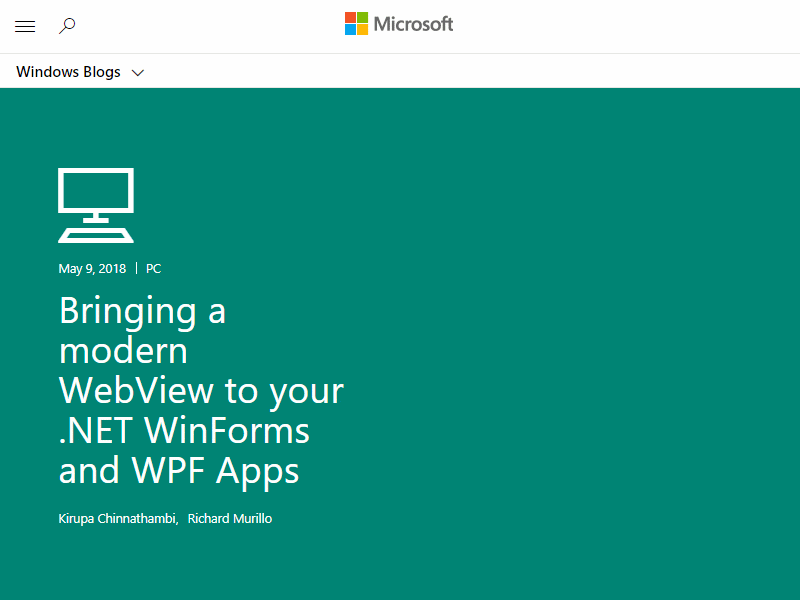 Microsoft
Windows Blogs
May 9, 2018 | PC
Bringing a
modern
WebView to your
.NET WinForms
and WPF Apps
Kirupa Chinnathambi, Richard Murillo